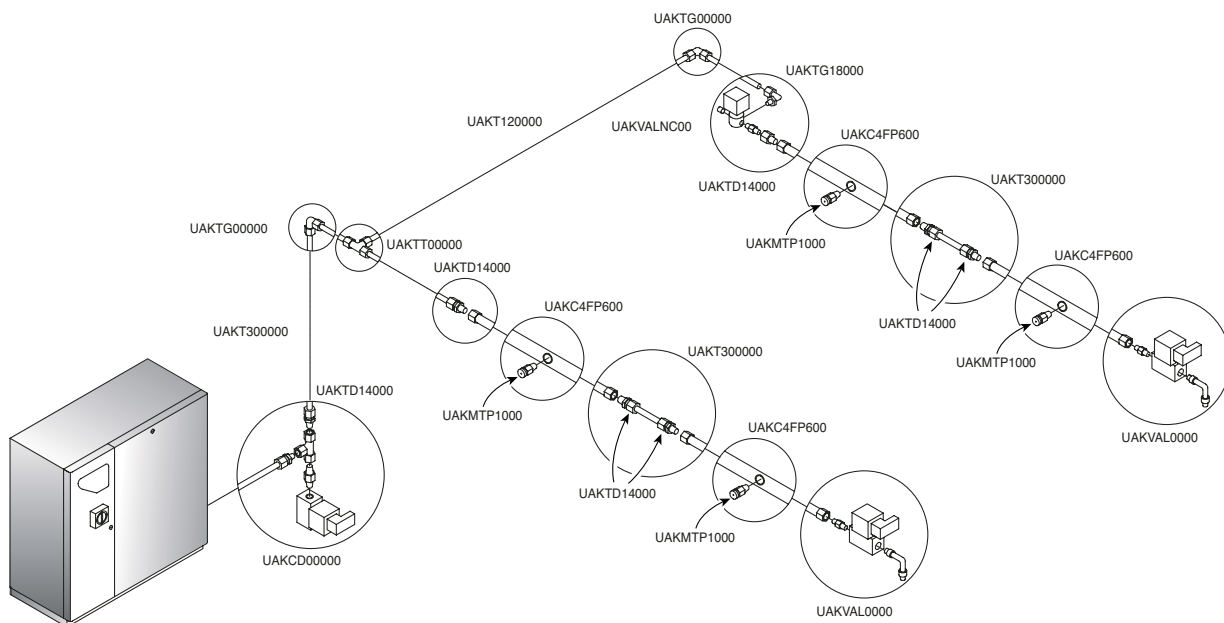 UAKTG00000
UAKTG18000
UAKT120000
UAKVALNC00
UAKC4FP600
UAKTD14000
UAKT300000
UAKTG00000
UAKTT00000
UAKMTP1000
UAKTD14000
UAKC4FP600
UAKC4FP600
UAKTD14000
UAKT300000
UAKT300000
UAKMTP1000
UAKTD14000
UAKMTP1000
UAKC4FP600
UAKVAL0000
UAKTD14000
UAKMTP1000
UAKCD00000
UAKVAL0000